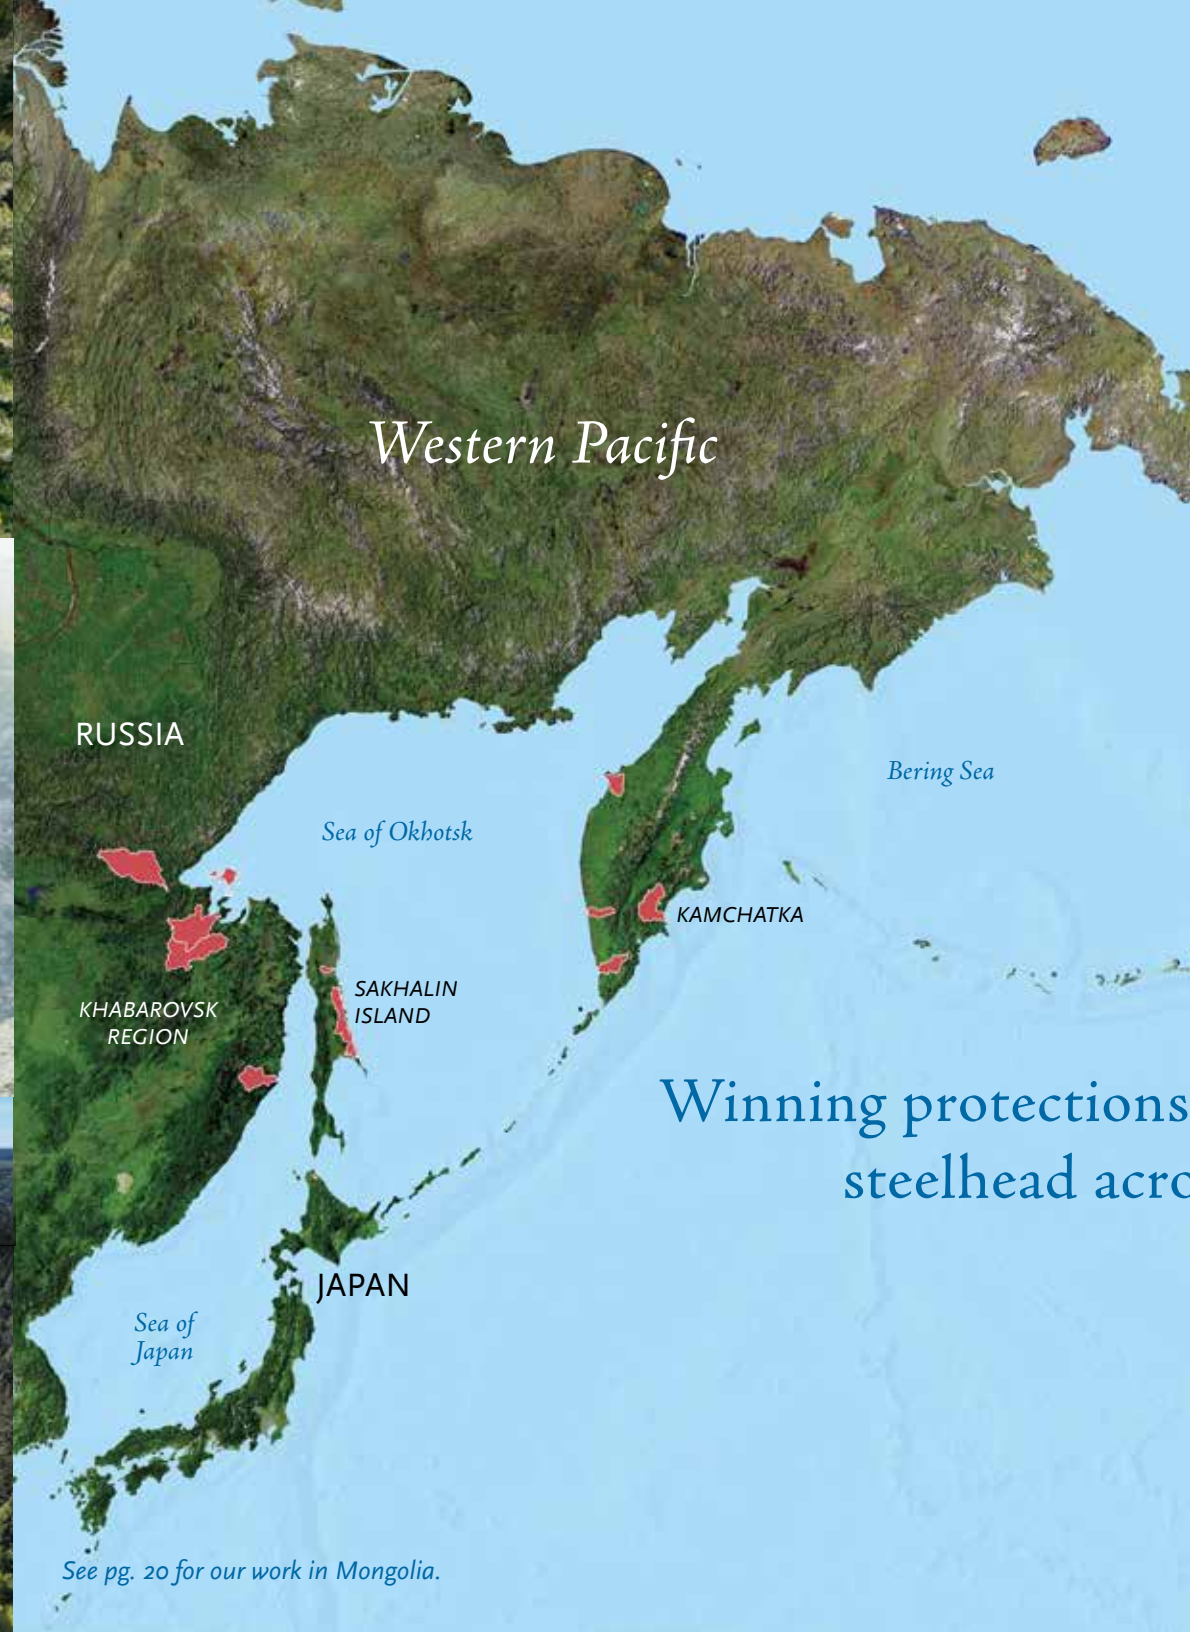 Western Pacific
RUSSIA
Bering Sea
Sea of Okhotsk
KAMCHATKA
SAKHALIN
ISLAND
KHABAROVSK
REGION
Winning protections
steelhead acro
JAPAN
Sea of
Japan
See pg. 20 for our work in Mongolia.